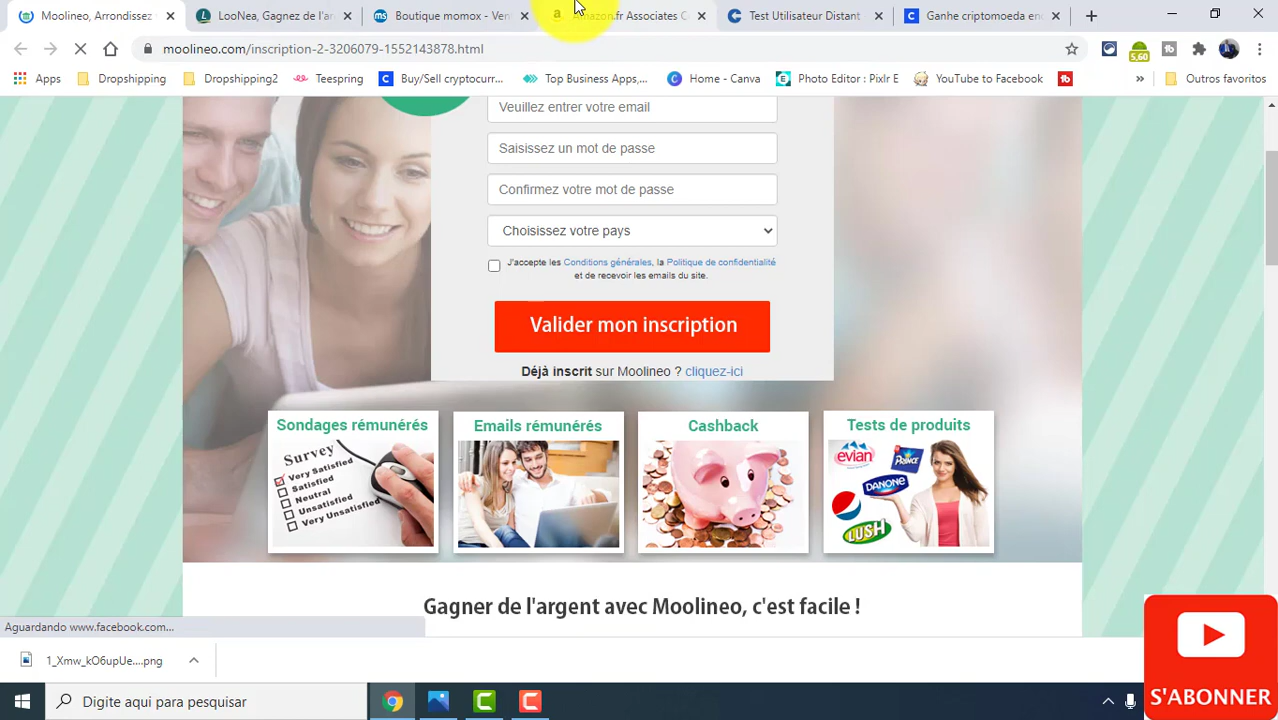 Moolineo, Arrondissez
LooNea, Gagnez de l'ar
Boutique momox - Ven
Amazon.fr Associates C
Test Utilisateur Distant
Ganhe criptomoeda en
moolineo.com/inscription-2-3206079-1552143878.html
5,60
Apps
Dropshipping
Dropshipping2
Teespring
Buy/Sell cryptocurr...
Top Business Apps,...
Home - Canva
Photo Editor : Pixlr E
YouTube to Facebook
»
Outros favoritos
Veuillez entrer votre email
Saisissez un mot de passe
Confirmez votre mot de passe
Choisissez votre pays
J'accepte les Conditions générales, la Politique de confidentialité
et de recevoir les emails du site.
Valider mon inscription
Déjà inscrit sur Moolineo ? cliquez-ici
Sondages rémunérés
Emails rémunérés
Cashback
Tests de produits
Survey
Very Satisfied
Satisfied
Neutral
Unsatisfied
Very Unsatisfied
evian
PRINCE
DANONE
LUSH
Gagner de l'argent avec Moolineo, c'est facile !
Aguardando www.facebook.com...
1_Xmw_kO6upUe....png
Digite aqui para pesquisar
S'ABONNER